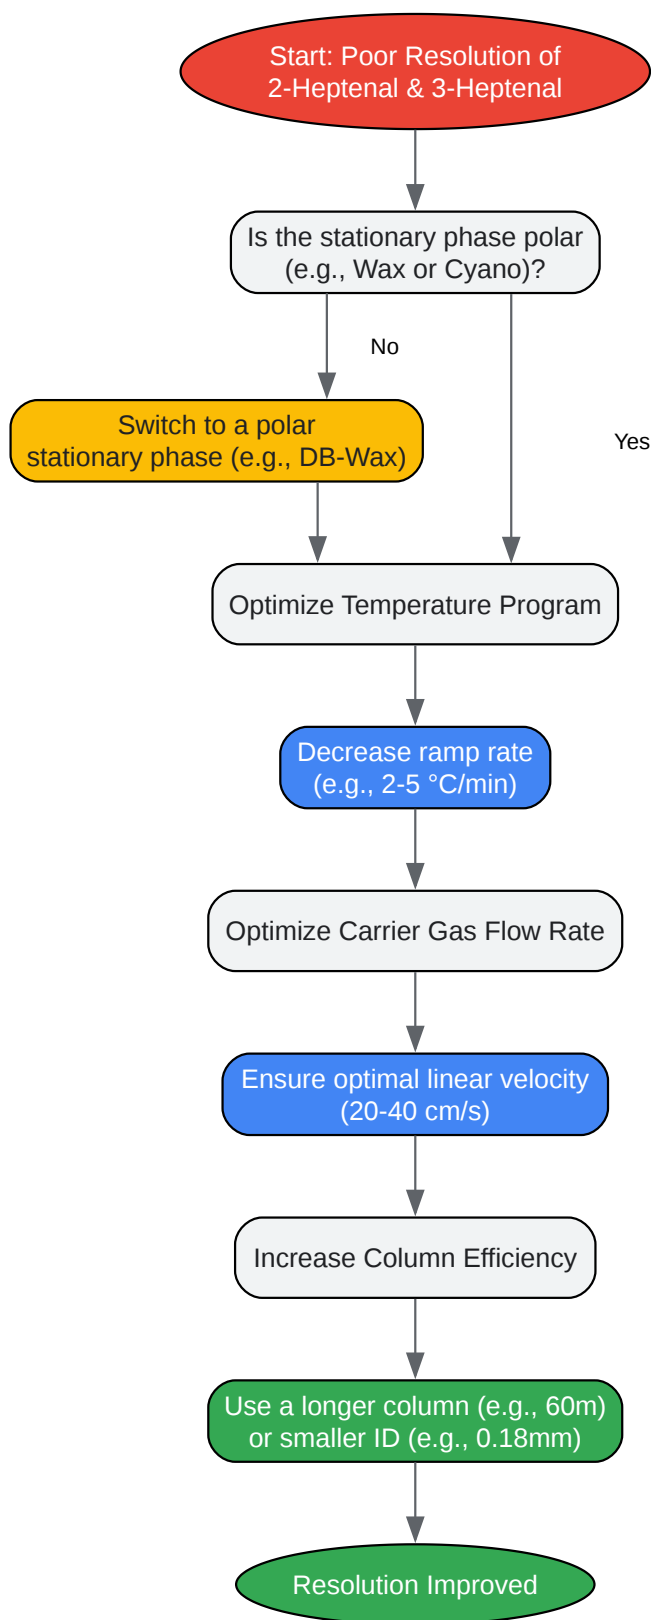 Start: Poor Resolution of
2-Heptenal & 3-Heptenal
Is the stationary phase polar
(e.g., Wax or Cyano)?
No
Switch to a polar
stationary phase (e.g., DB-Wax)
Yes
Optimize Temperature Program
Decrease ramp rate
(e.g., 2-5 °C/min)
Optimize Carrier Gas Flow Rate
Ensure optimal linear velocity
(20-40 cm/s)
Increase Column Efficiency
Use a longer column (e.g., 60m)
or smaller ID (e.g., 0.18mm)
Resolution Improved